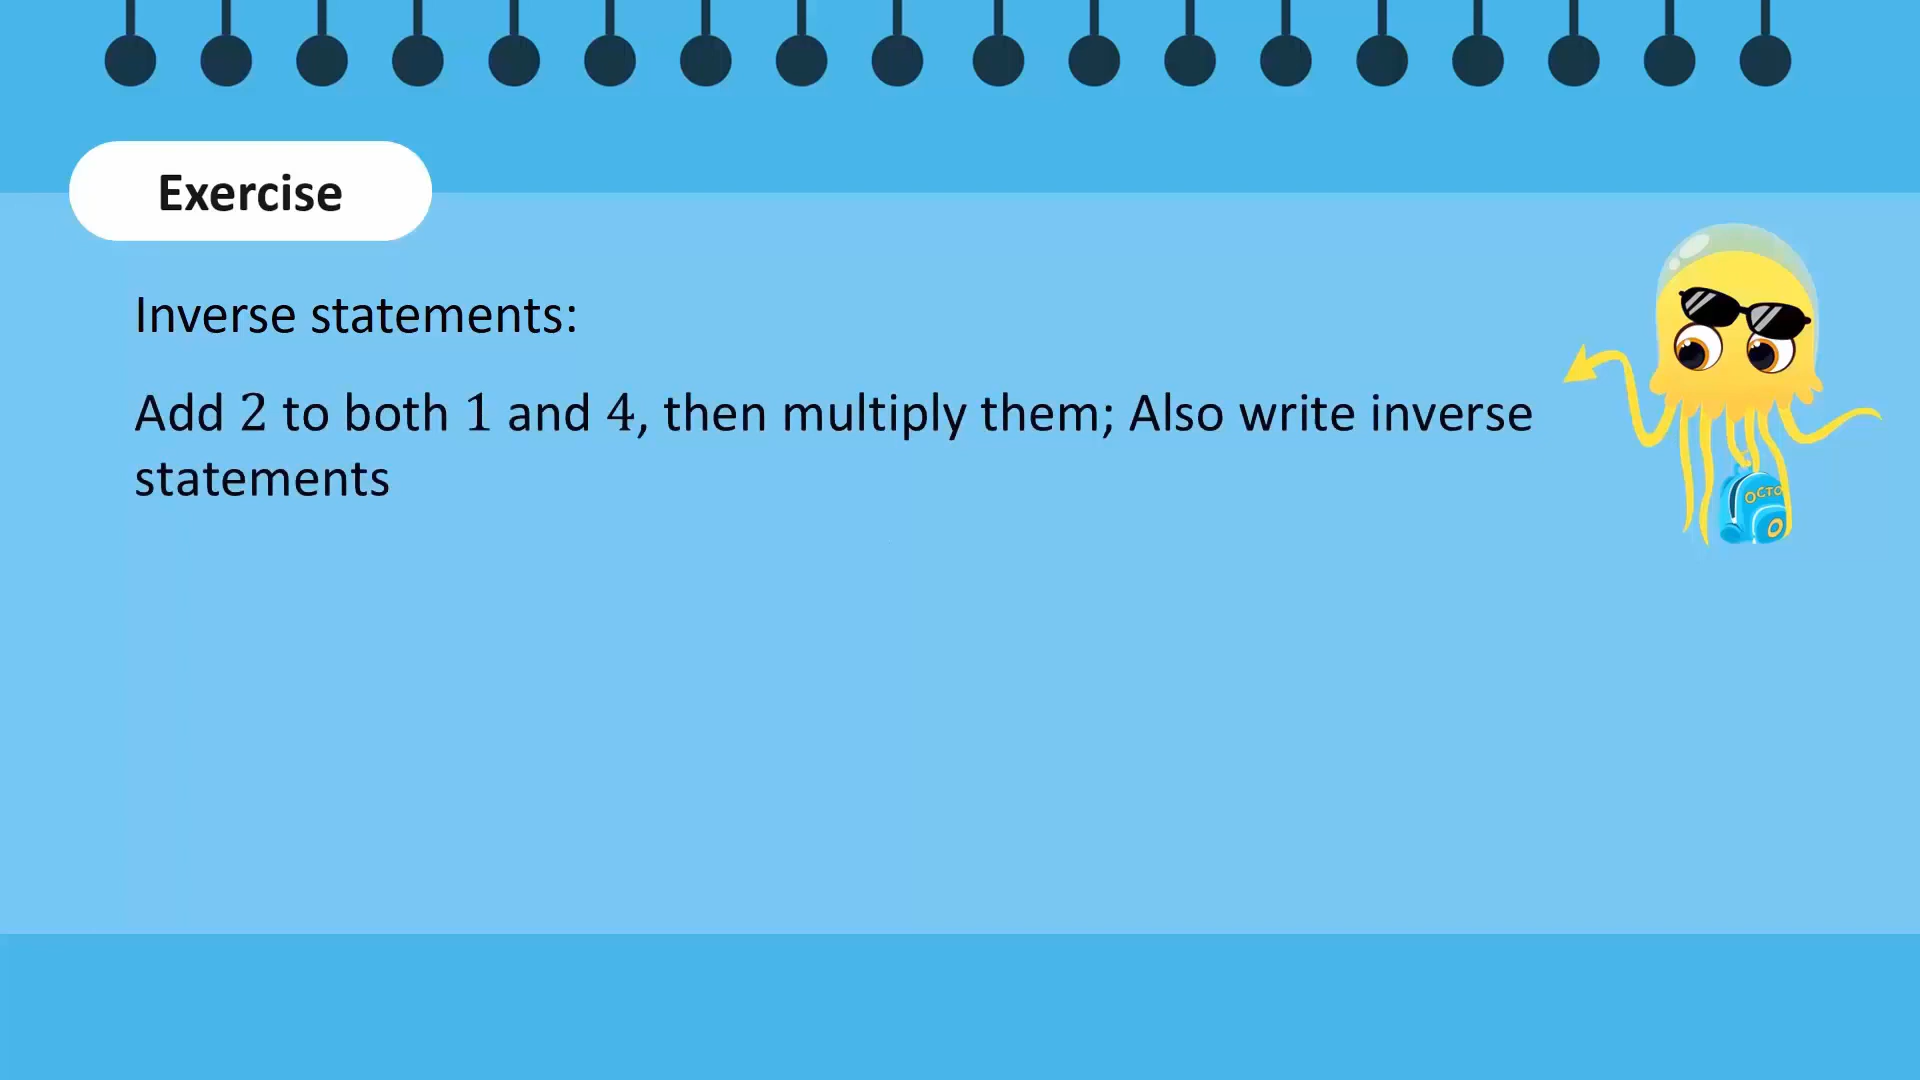 Exercise
Inverse statements:
Add 2 to both 1 and 4, then multiply them; Also write inverse
statements
OCTO
O